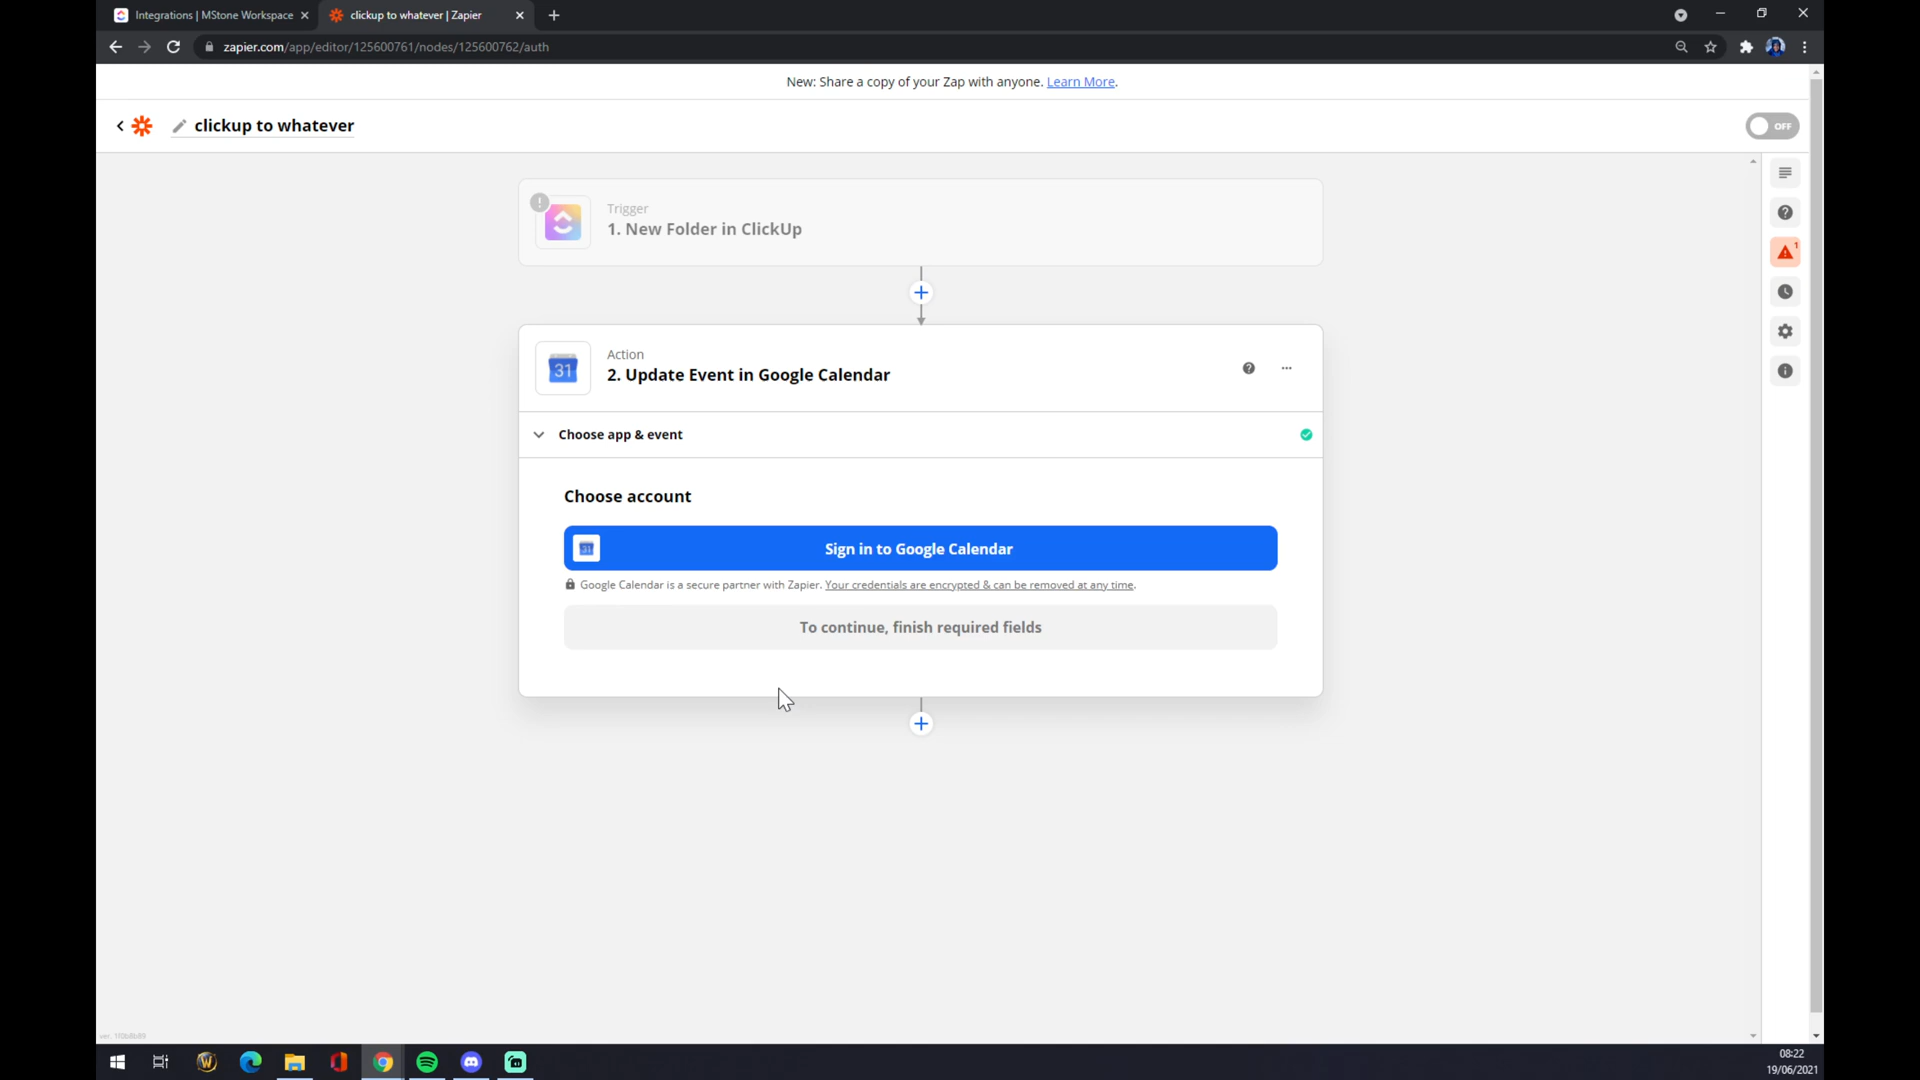 Integrations | MStone Workspace
clickup to whatever | Zapier
zapier.com/app/editor/125600761/nodes/125600762/auth
New: Share a copy of your Zap with anyone. Learn More.
clickup to whatever
OFF
Trigger
1. New Folder in ClickUp
1
Action
2. Update Event in Google Calendar
31
Choose app & event
Choose account
31
Sign in to Google Calendar
Google Calendar is a secure partner with Zapier. Your credentials are encrypted & can be removed at any time.
To continue, finish required fields
08:22
19/06/2021